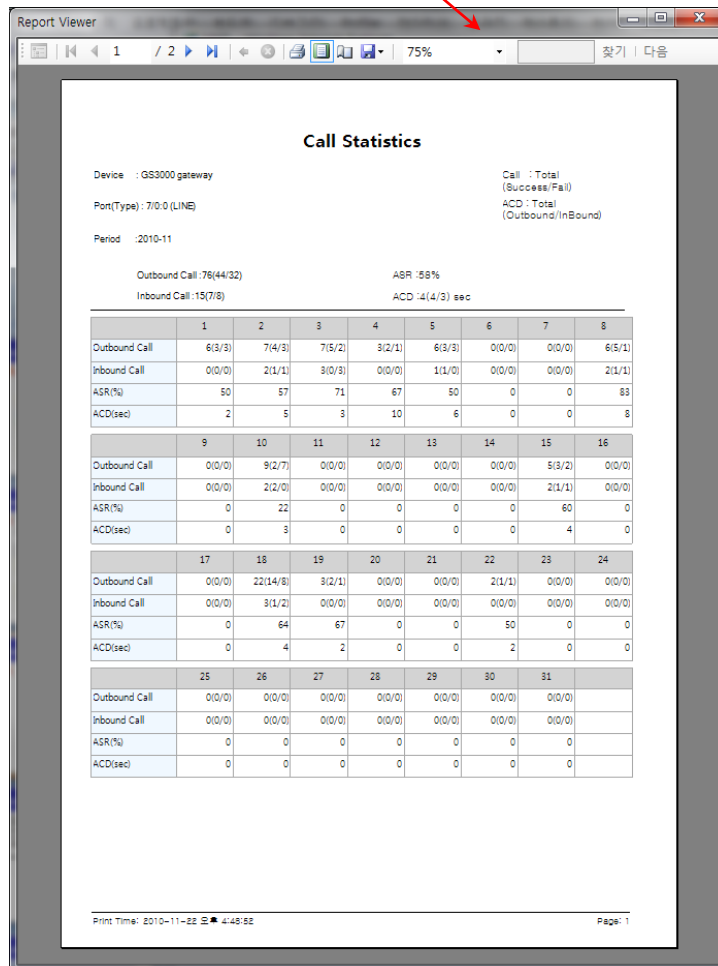 Report Viewer
1 / 2 75% 찾기 | 다음
Call Statistics
Device : GS3000 gateway
Call : Total
(Success/Fail)
Port(Type) : 7/0:0 (LINE)
ACD : Total
(Outbound/InBound)
Period :2010-11
Outbound Call :76(44/32) ASR :58%
Inbound Call :15(7/8) ACD :4(4/3) sec
1 2 3 4 5 6 7 8
Outbound Call 6(3/3) 7(4/3) 7(5/2) 3(2/1) 6(3/3) 0(0/0) 0(0/0) 6(5/1)
Inbound Call 0(0/0) 2(1/1) 3(0/3) 0(0/0) 1(1/0) 0(0/0) 0(0/0) 2(1/1)
ASR(%) 50 57 71 67 50 0 0 83
ACD(sec) 2 5 3 10 6 0 0 8
9 10 11 12 13 14 15 16
Outbound Call 0(0/0) 9(2/7) 0(0/0) 0(0/0) 0(0/0) 0(0/0) 5(3/2) 0(0/0)
Inbound Call 0(0/0) 2(2/0) 0(0/0) 0(0/0) 0(0/0) 0(0/0) 2(1/1) 0(0/0)
ASR(%) 0 22 0 0 0 0 60 0
ACD(sec) 0 3 0 0 0 0 4 0
17 18 19 20 21 22 23 24
Outbound Call 0(0/0) 22(14/8) 3(2/1) 0(0/0) 0(0/0) 2(1/1) 0(0/0) 0(0/0)
Inbound Call 0(0/0) 3(1/2) 0(0/0) 0(0/0) 0(0/0) 0(0/0) 0(0/0) 0(0/0)
ASR(%) 0 64 67 0 0 50 0 0
ACD(sec) 0 4 2 0 0 2 0 0
25 26 27 28 29 30 31
Outbound Call 0(0/0) 0(0/0) 0(0/0) 0(0/0) 0(0/0) 0(0/0) 0(0/0)
Inbound Call 0(0/0) 0(0/0) 0(0/0) 0(0/0) 0(0/0) 0(0/0) 0(0/0)
ASR(%) 0 0 0 0 0 0 0
ACD(sec) 0 0 0 0 0 0 0
Print Time: 2010-11-22 오후 4:48:52 Page: 1